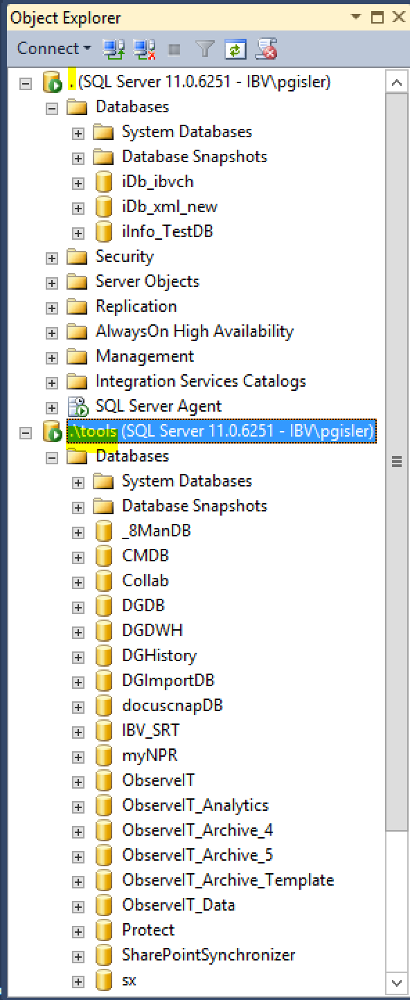 Object Explorer
Connect
. (SQL Server 11.0.6251 - IBV\pgisler)
Databases
System Databases
Database Snapshots
iDb_ibvch
iDb_xml_new
iInfo_TestDB
Security
Server Objects
Replication
AlwaysOn High Availability
Management
Integration Services Catalogs
SQL Server Agent
.\tools (SQL Server 11.0.6251 - IBV\pgisler)
Databases
System Databases
Database Snapshots
_8ManDB
CMDB
Collab
DGDB
DGDWH
DGHistory
DGImportDB
docuscnapDB
IBV_SRT
myNPR
ObserveIT
ObserveIT_Analytics
ObserveIT_Archive_4
ObserveIT_Archive_5
ObserveIT_Archive_Template
ObserveIT_Data
Protect
SharePointSynchronizer
sx